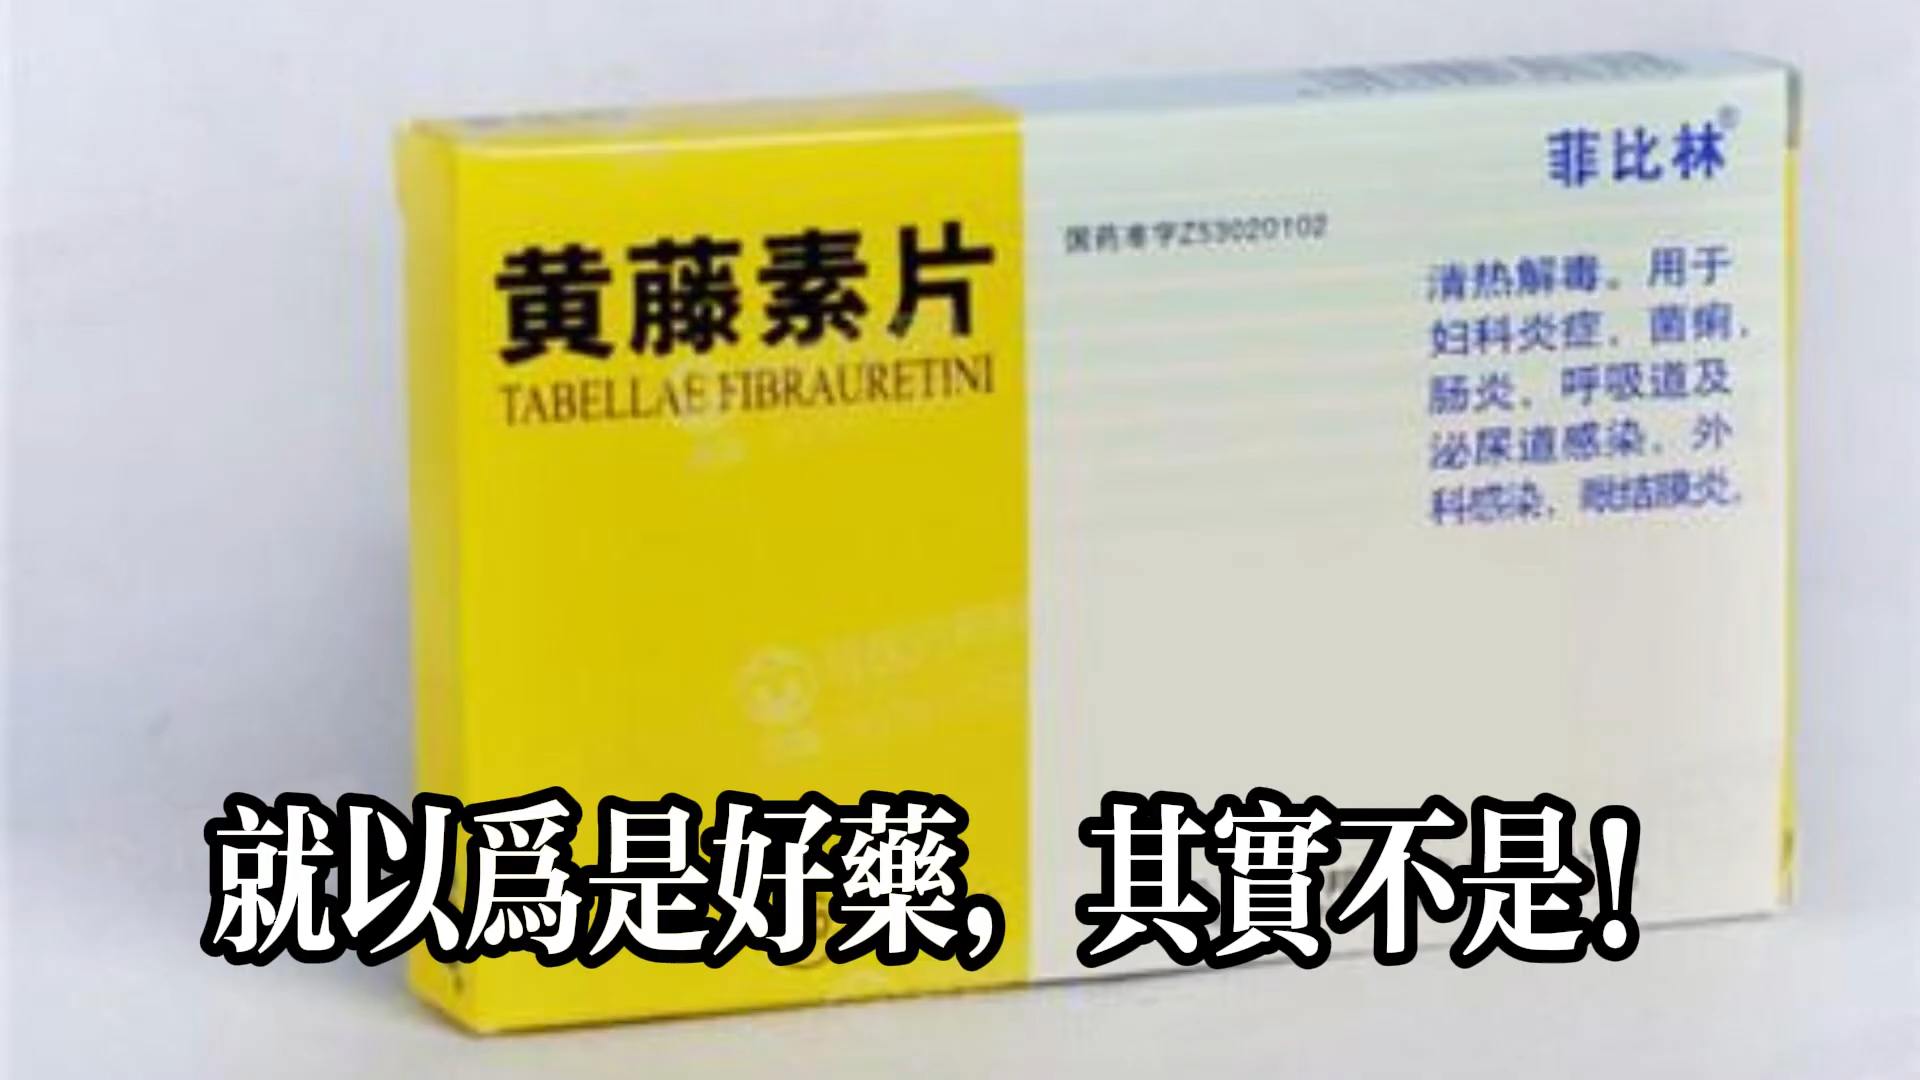 黄藤素片
TABELLAE FIBRAURETINI
菲比林®
国药准字Z53020102
清热解毒。用于
妇科炎症，菌痢，
肠炎，呼吸道及
泌尿道感染，外
科感染，眼结膜炎。
就以爲是好藥，其實不是！